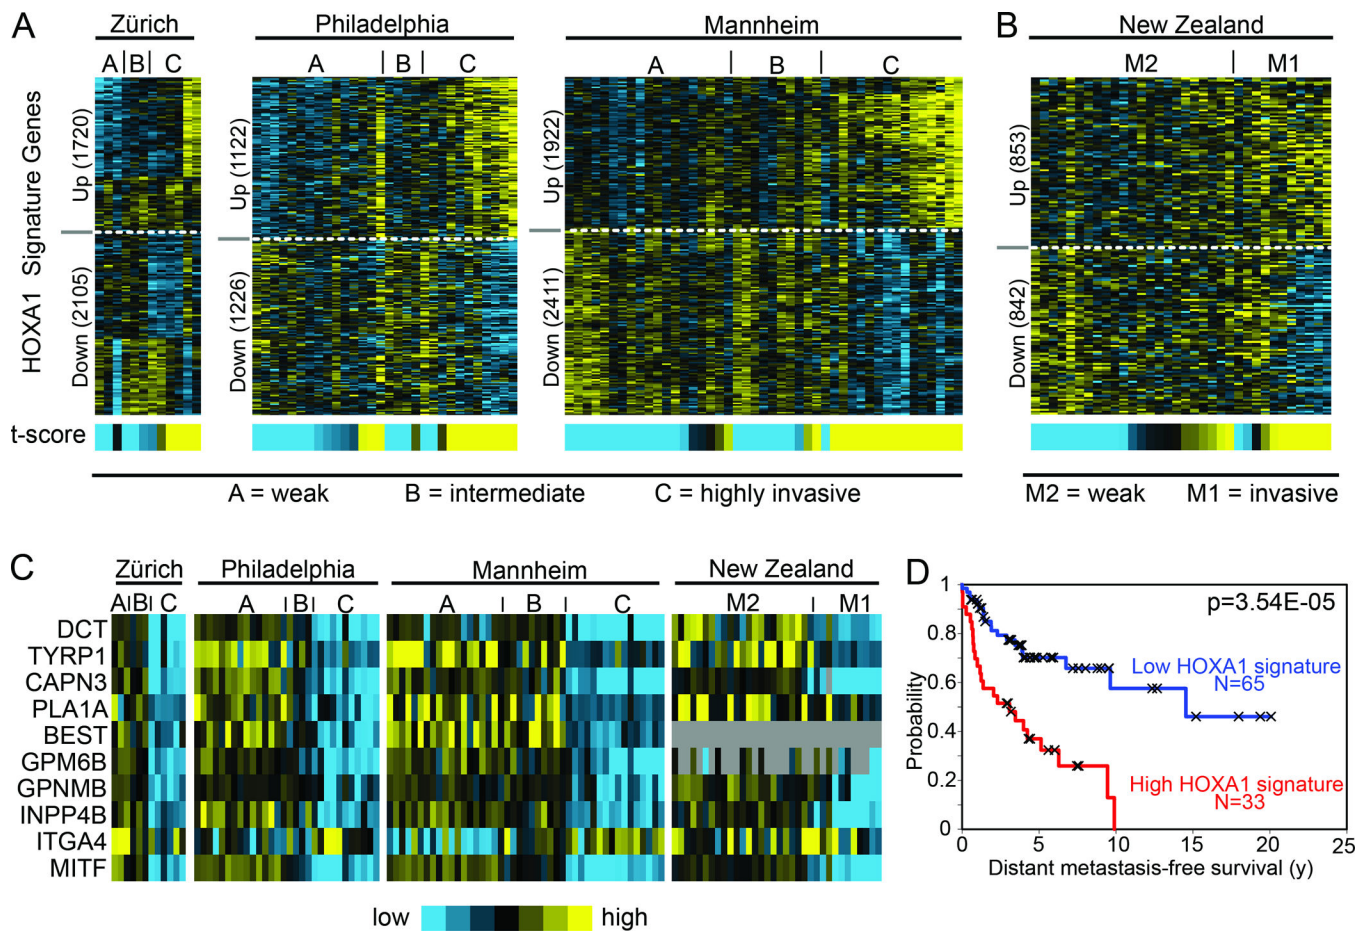 A
Zürich
Philadelphia
Mannheim
A B C
A B C
A B C
HOXA1 Signature Genes
Up (1720)
Down (2105)
Up (1122)
Down (1226)
Up (1922)
Down (2411)
t-score
A = weak B = intermediate C = highly invasive
B
New Zealand
M2 M1
Up (853)
Down (842)
M2 = weak M1 = invasive
C
Zürich
Philadelphia
Mannheim
New Zealand
A B C
A B C
A B C
M2 M1
DCT
TYRP1
CAPN3
PLA1A
BEST
GPM6B
GPNMB
INPP4B
ITGA4
MITF
low high
D
p=3.54E-05
Low HOXA1 signature
N=65
High HOXA1 signature
N=33
Probability
1
0.8
0.6
0.4
0.2
0
0 5 10 15 20 25
Distant metastasis-free survival (y)